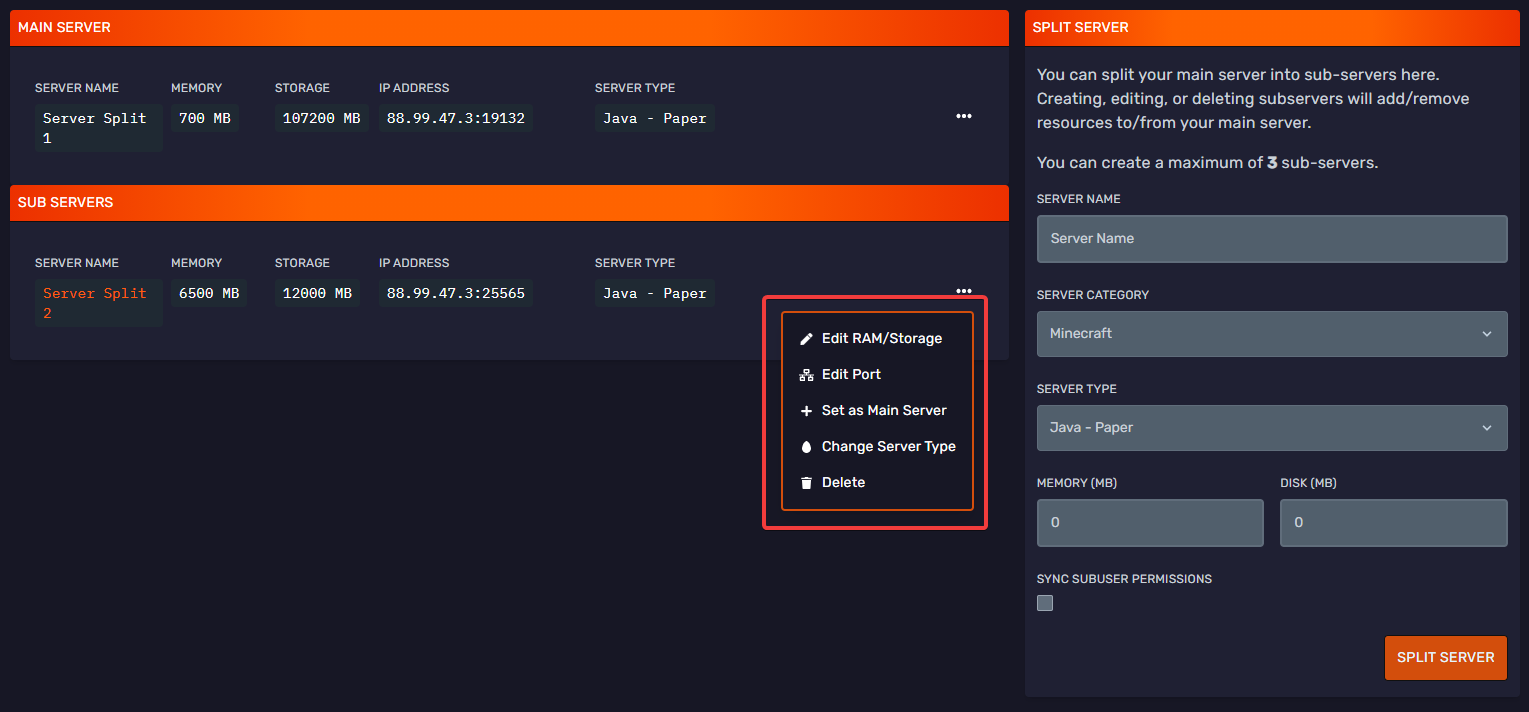 MAIN SERVER
SERVER NAME MEMORY STORAGE IP ADDRESS SERVER TYPE
Server Split 1 700 MB 107200 MB 88.99.47.3:19132 Java - Paper
SUB SERVERS
SERVER NAME MEMORY STORAGE IP ADDRESS SERVER TYPE
Server Split 2 6500 MB 12000 MB 88.99.47.3:25565 Java - Paper
Edit RAM/Storage
Edit Port
Set as Main Server
Change Server Type
Delete
SPLIT SERVER
You can split your main server into sub-servers here.
Creating, editing, or deleting subservers will add/remove
resources to/from your main server.
You can create a maximum of 3 sub-servers.
SERVER NAME
Server Name
SERVER CATEGORY
Minecraft
SERVER TYPE
Java - Paper
MEMORY (MB) DISK (MB)
0 0
SYNC SUBUSER PERMISSIONS
SPLIT SERVER